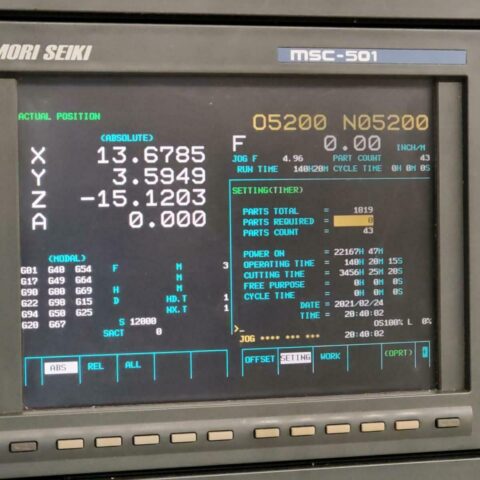 MORI SEIKI
MSC-501
ACTUAL POSITION
O5200 N05200
(ABSOLUTE)
X 13.6785
Y 3.5949
Z -15.1203
A 0.000
F 0.00 INCH/M
JOG F 4.96 PART COUNT 43
RUN TIME 140H20M CYCLE TIME 0H 0M 0S
SETTING(TIMER)
PARTS TOTAL = 1819
PARTS REQUIRED = 0
PARTS COUNT = 43
POWER ON = 22167H 47M
OPERATING TIME = 140H 20M 15S
CUTTING TIME = 3456H 25M 20S
FREE PURPOSE = 0H 0M 0S
CYCLE TIME = 0H 0M 0S
DATE = 2021/02/24
TIME = 20:40:02
(MODAL)
G01 G40 G54 F M 3
G17 G49 G64 M
G90 G80 G69 H M
G22 G98 G15 D HD.T 1
G94 G50 G25 NX.T 1
G20 G67
S 12000
SACT 0
>_
OS100% L 0%
JOG **** *** *** 20:40:02
ABS REL ALL
OFFSET SETING WORK (OPRT)